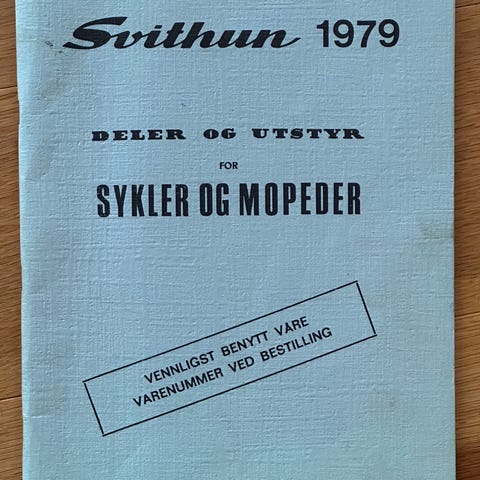 Svithun 1979
DELER OG UTSTYR
FOR
SYKLER OG MOPEDER
VENNLIGST BENYTT VARE
VARENUMMER VED BESTILLING